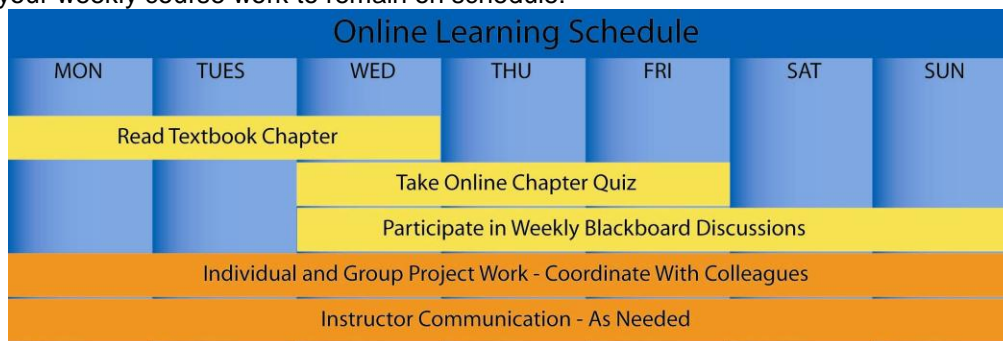 your weekly course work to remain on schedule.
Online Learning Schedule
MON TUES WED THU FRI SAT SUN
Read Textbook Chapter
Take Online Chapter Quiz
Participate in Weekly Blackboard Discussions
Individual and Group Project Work - Coordinate With Colleagues
Instructor Communication - As Needed